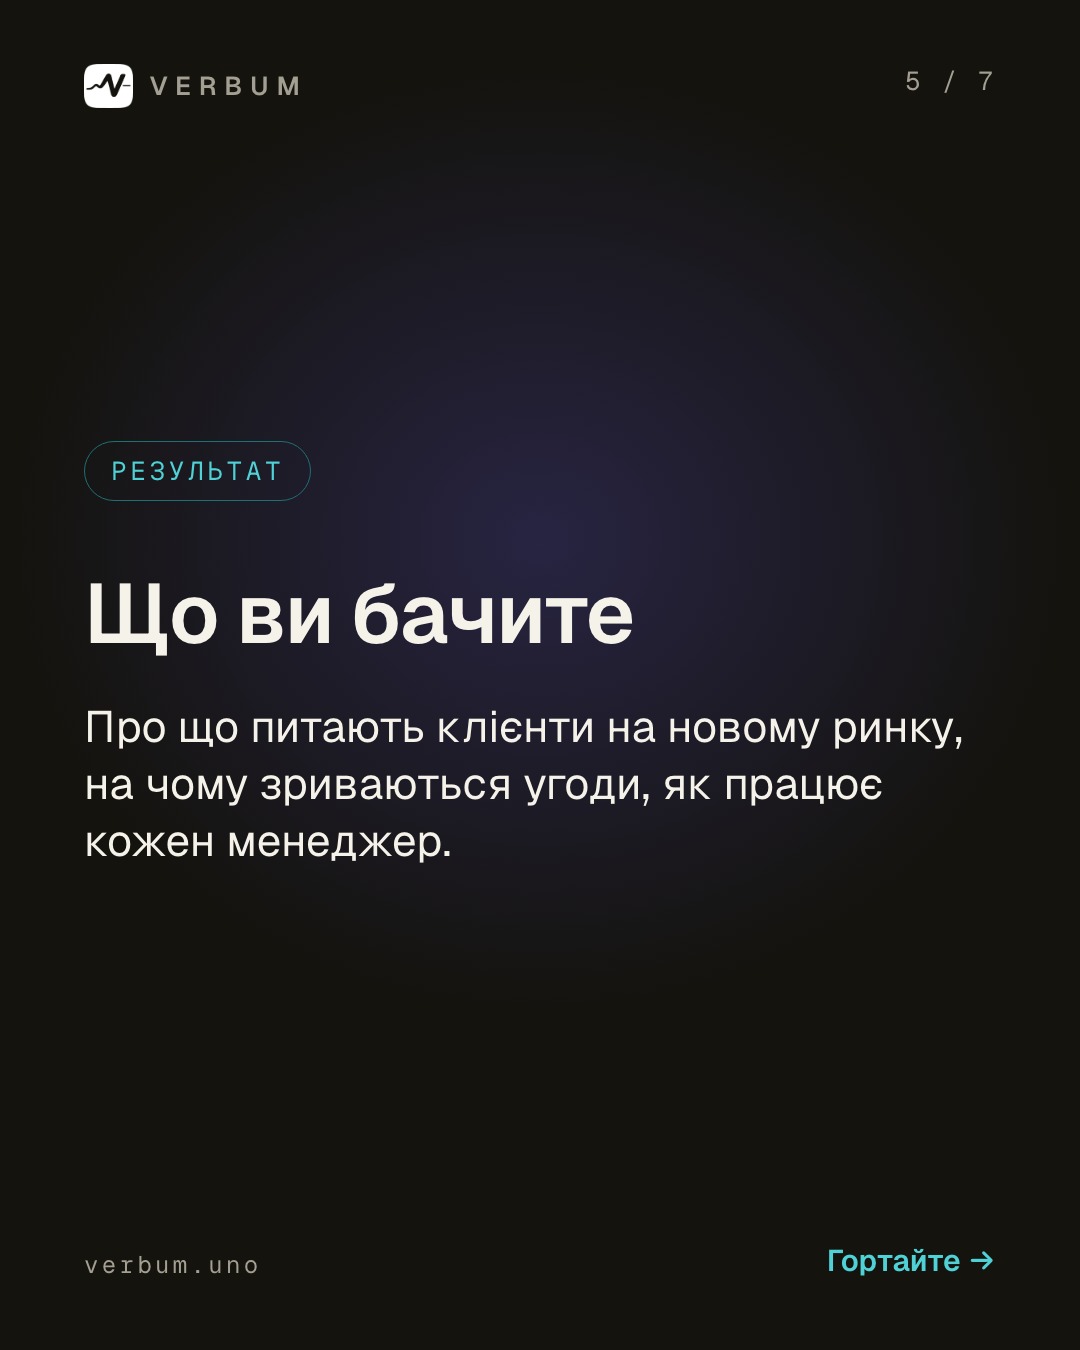 VERBUM
5 / 7
РЕЗУЛЬТАТ
Що ви бачите
Про що питають клієнти на новому ринку,
на чому зриваються угоди, як працює
кожен менеджер.
verbum.uno
Гортайте →